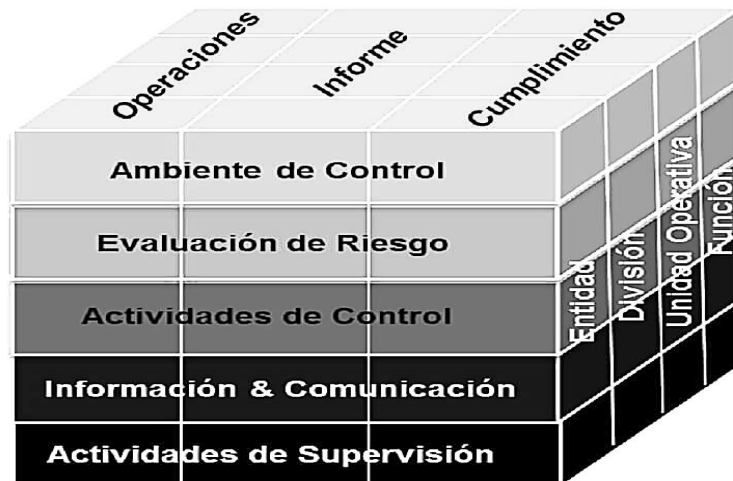 Operaciones
Informe
Cumplimiento
Ambiente de Control
Evaluación de Riesgo
Actividades de Control
Información & Comunicación
Actividades de Supervisión
Entidad
División
Unidad Operativa
Función